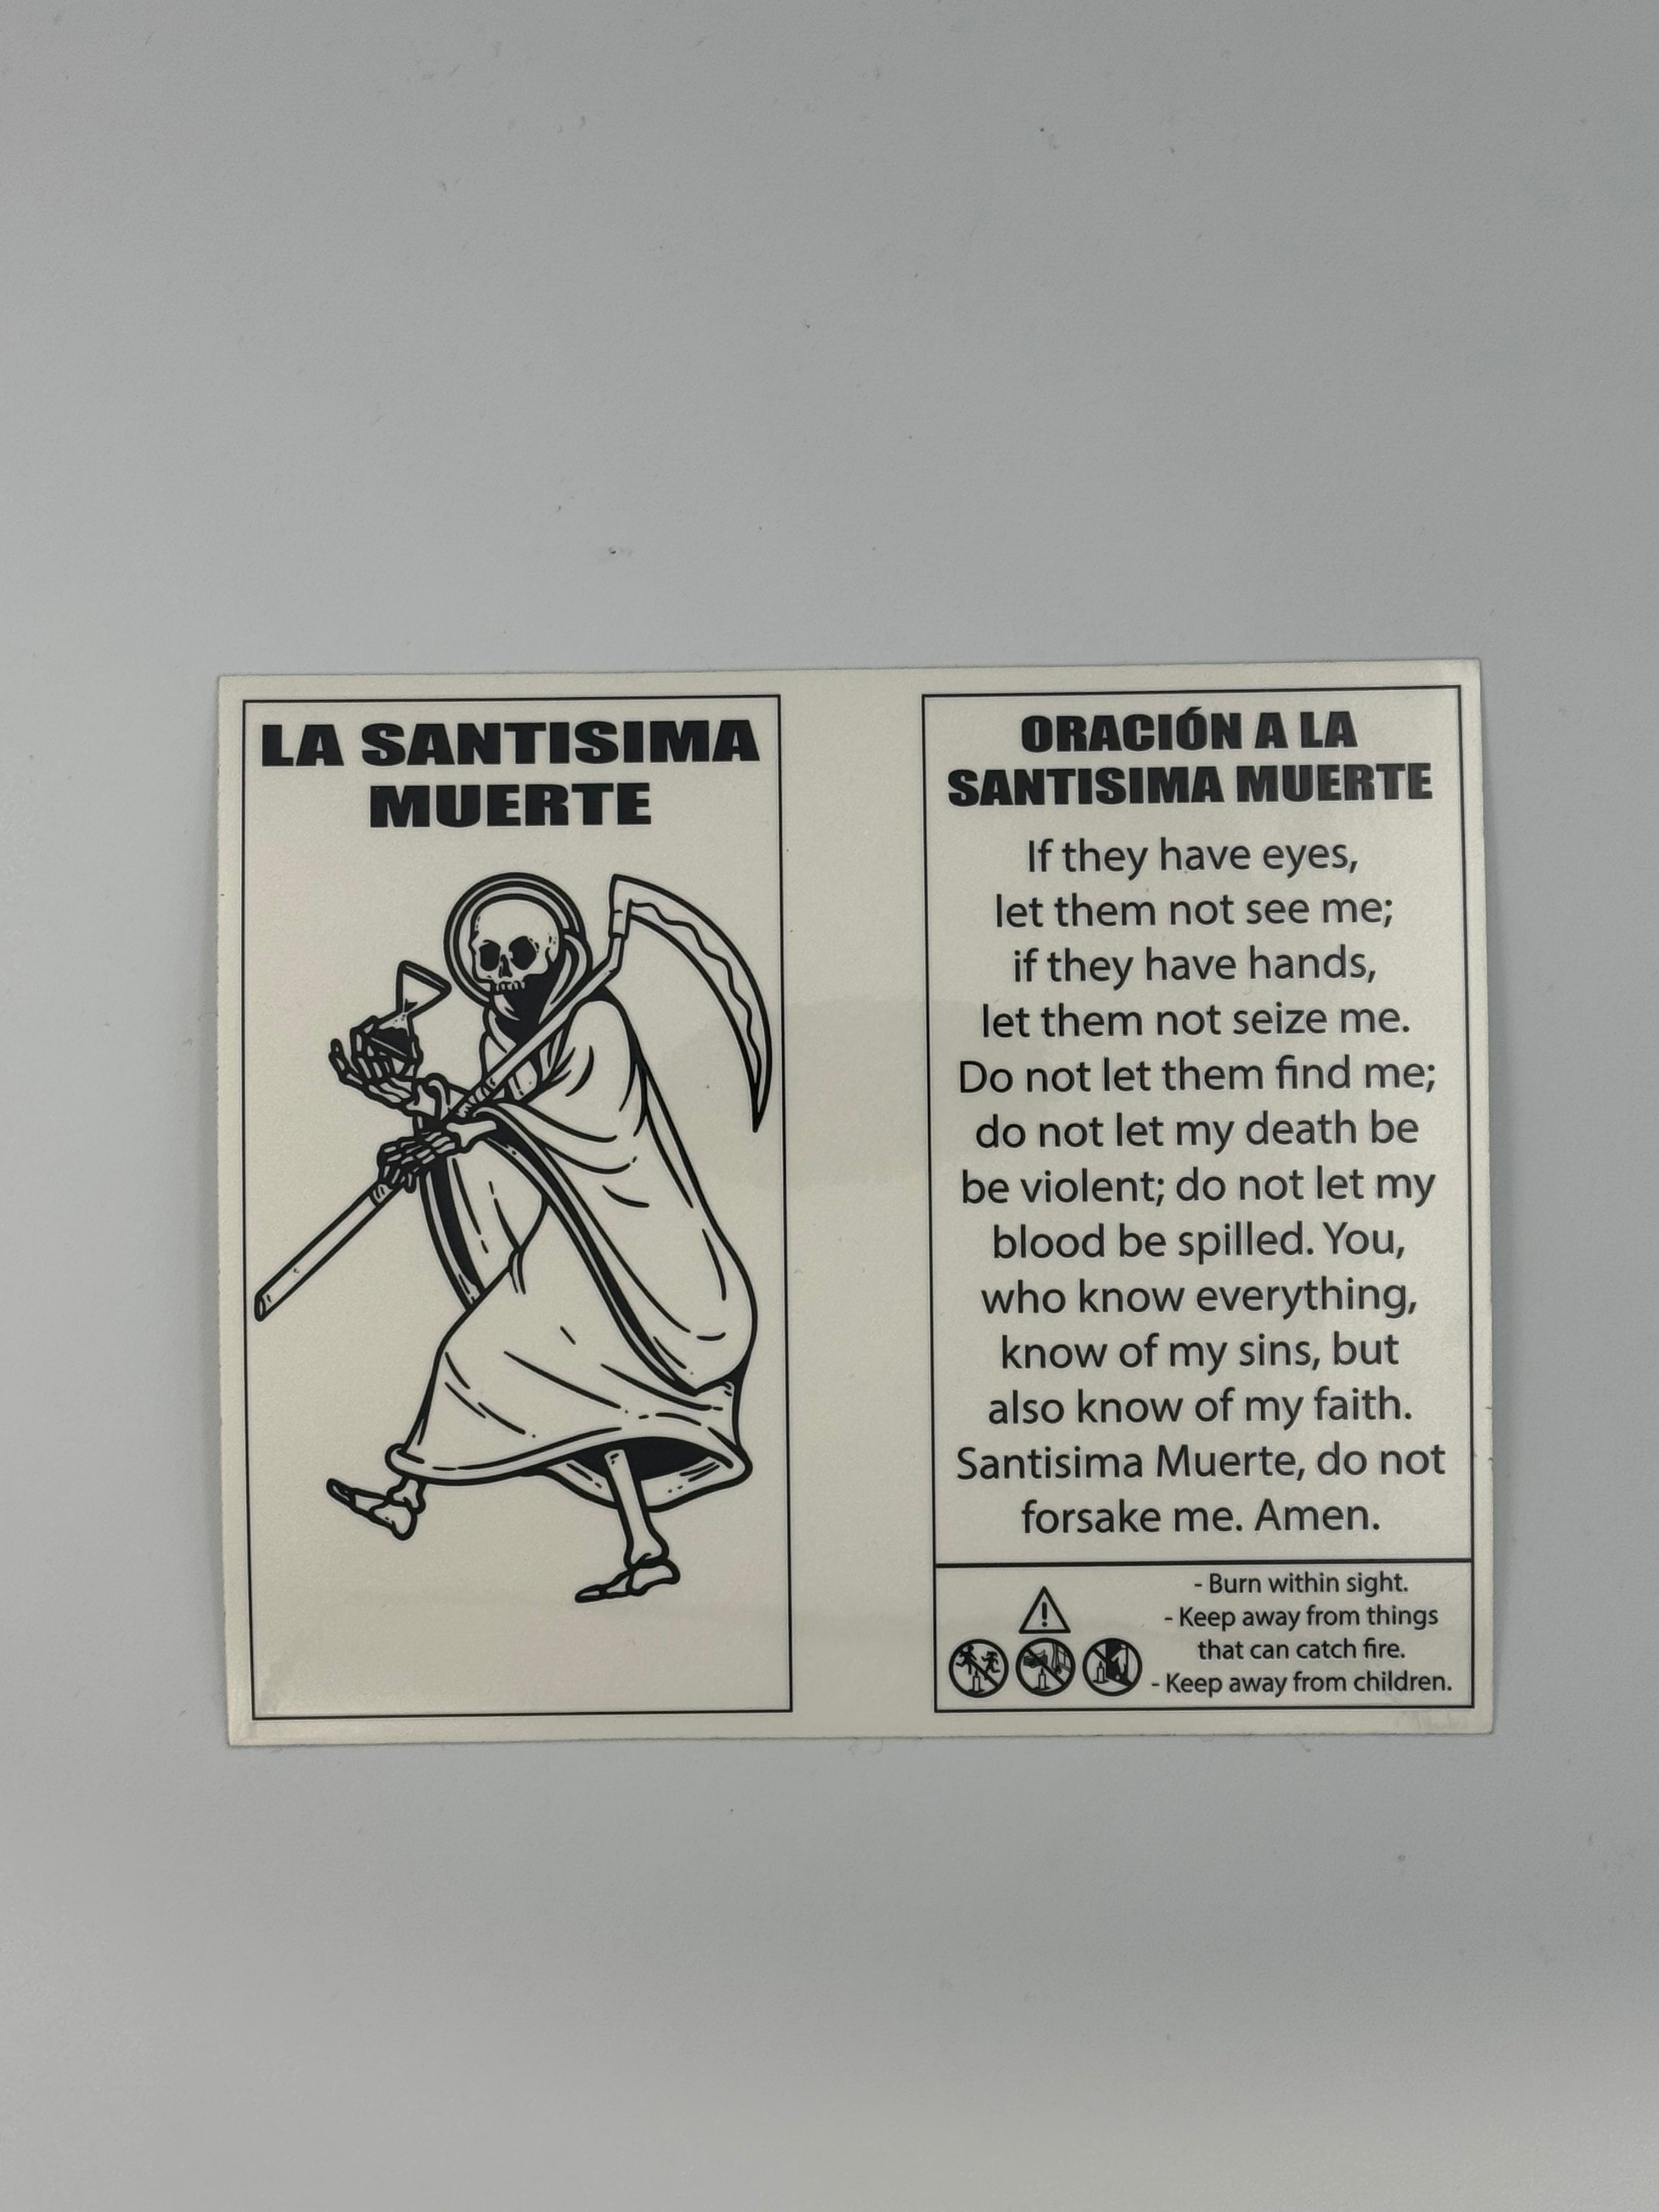 LA SANTISIMA
MUERTE
ORACIÓN A LA
SANTISIMA MUERTE
If they have eyes,
let them not see me;
if they have hands,
let them not seize me.
Do not let them find me;
do not let my death be
be violent; do not let my
blood be spilled. You,
who know everything,
know of my sins, but
also know of my faith.
Santisima Muerte, do not
forsake me. Amen.
- Burn within sight.
- Keep away from things
that can catch fire.
- Keep away from children.